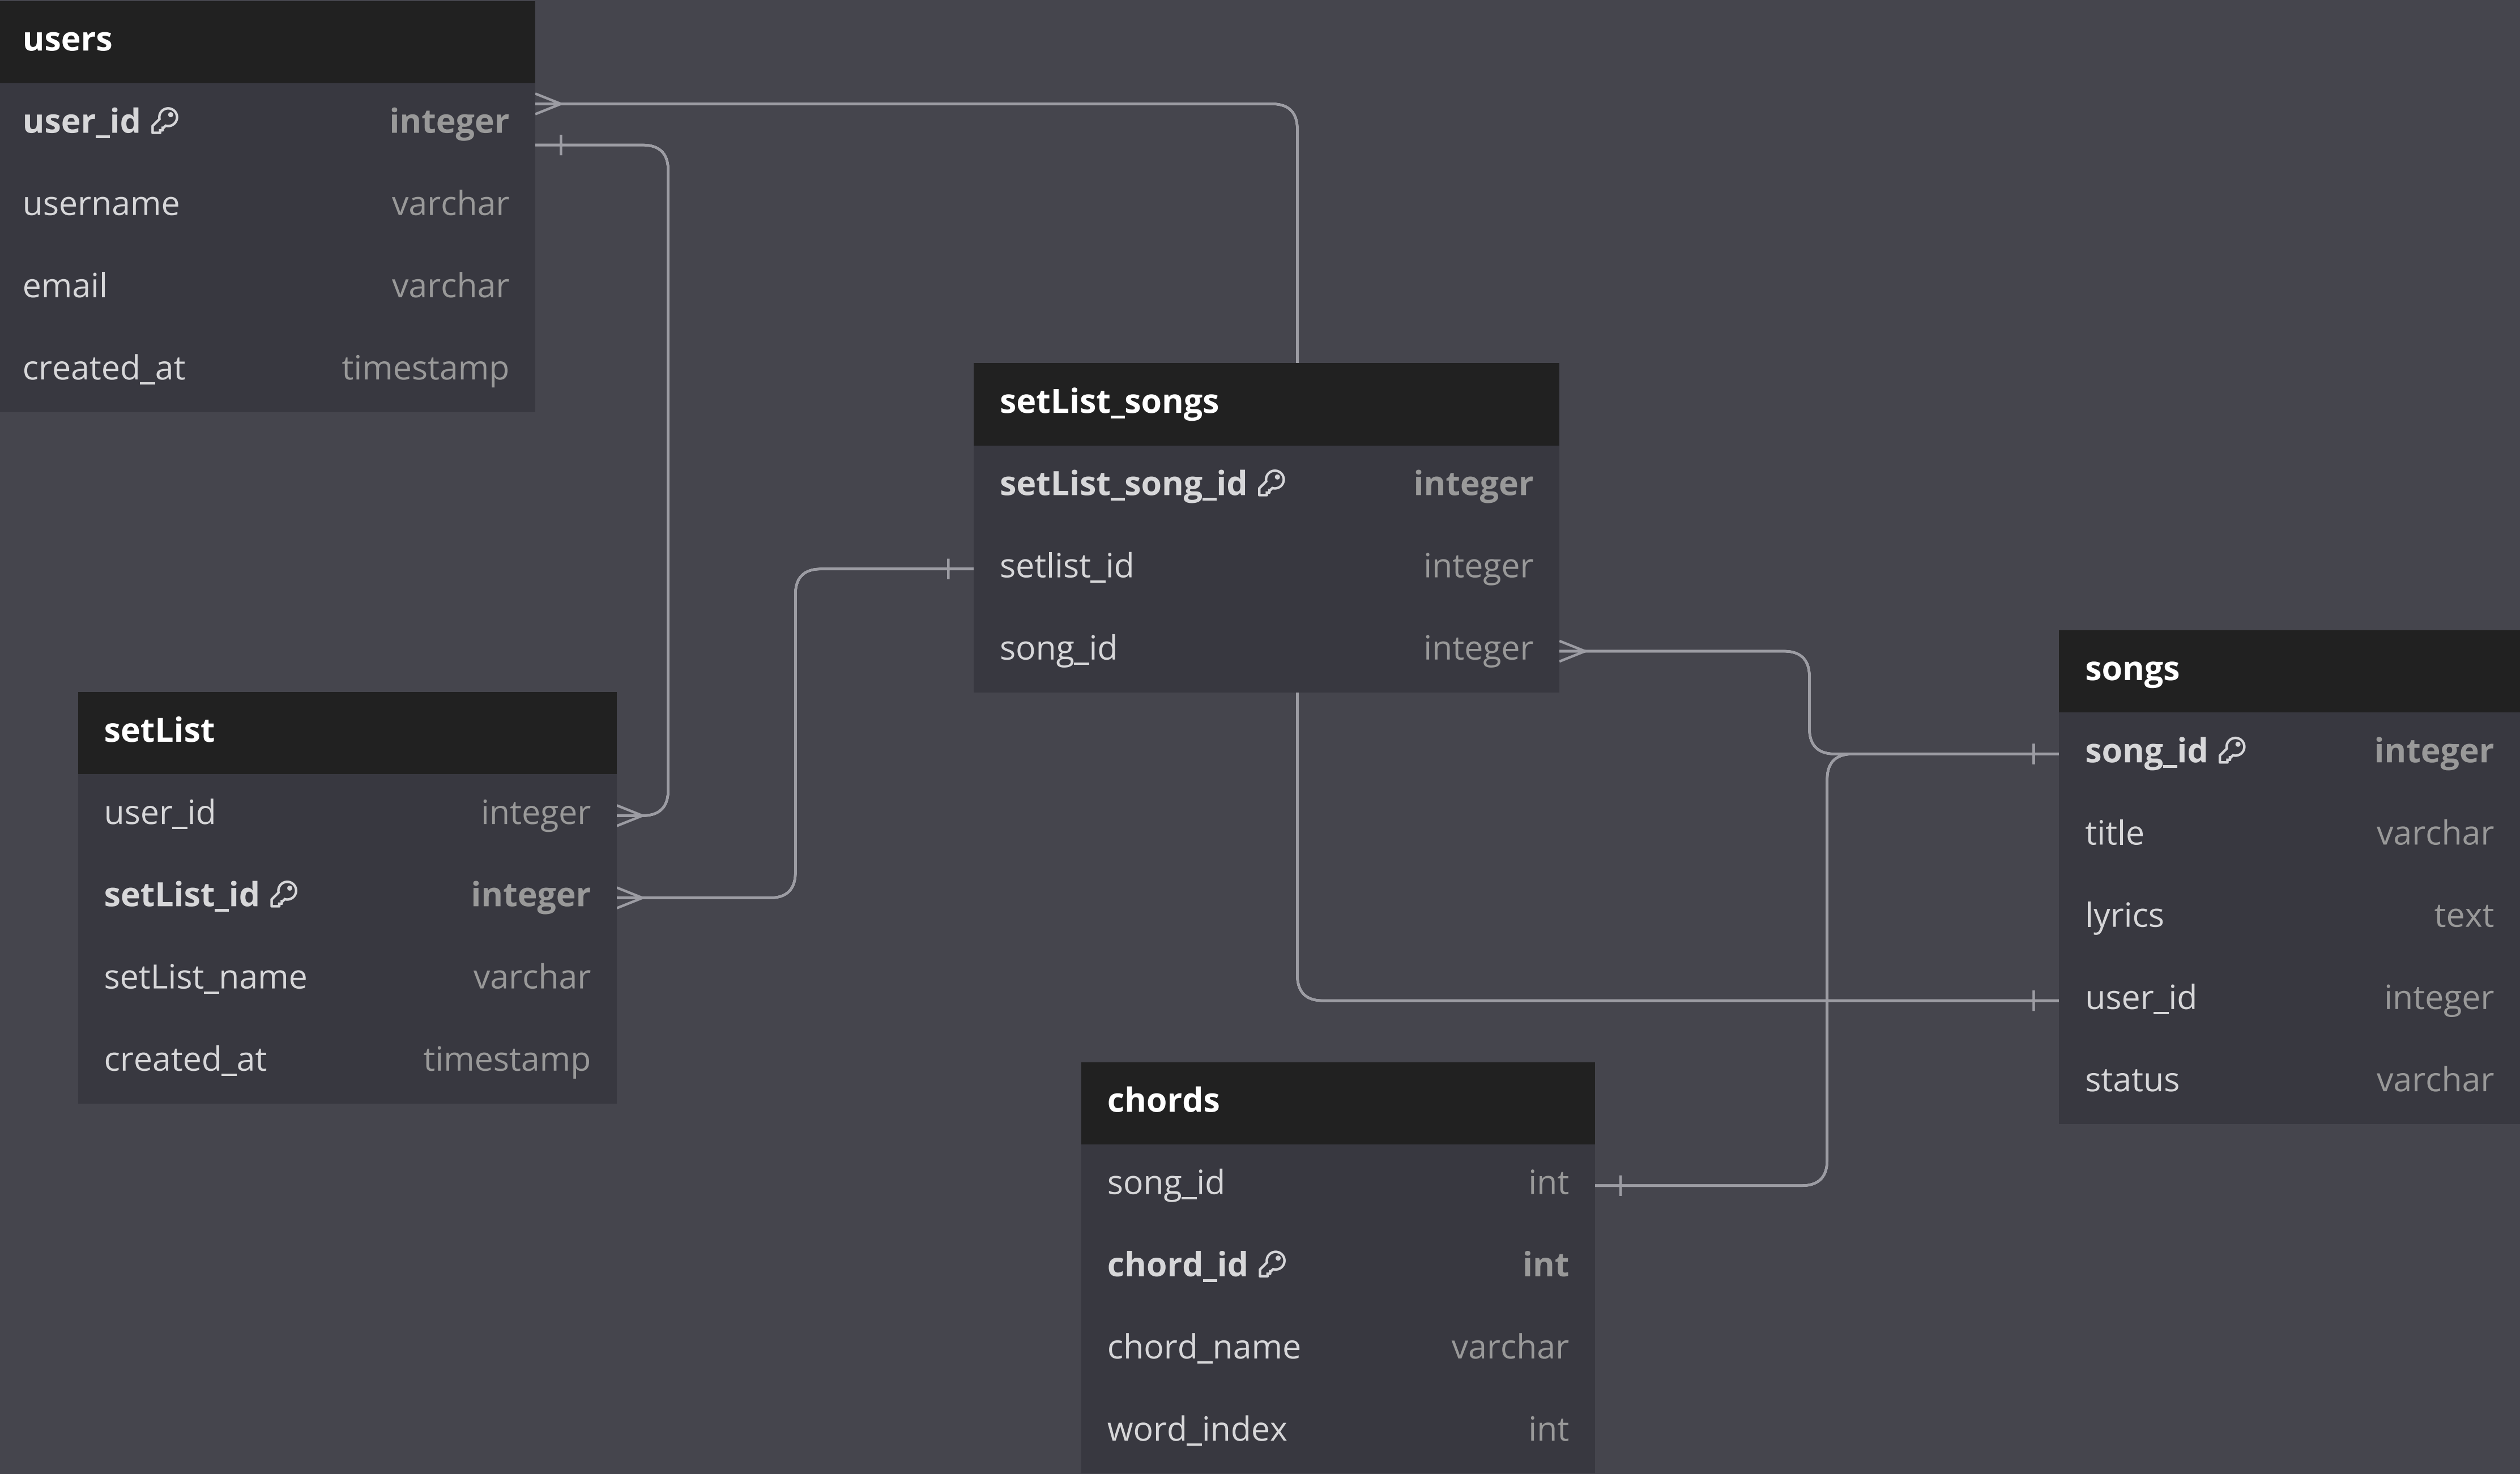 users
user_id integer
username varchar
email varchar
created_at timestamp
setList_songs
setList_song_id integer
setlist_id integer
song_id integer
setList
user_id integer
setList_id integer
setList_name varchar
created_at timestamp
songs
song_id integer
title varchar
lyrics text
user_id integer
status varchar
chords
song_id int
chord_id int
chord_name varchar
word_index int